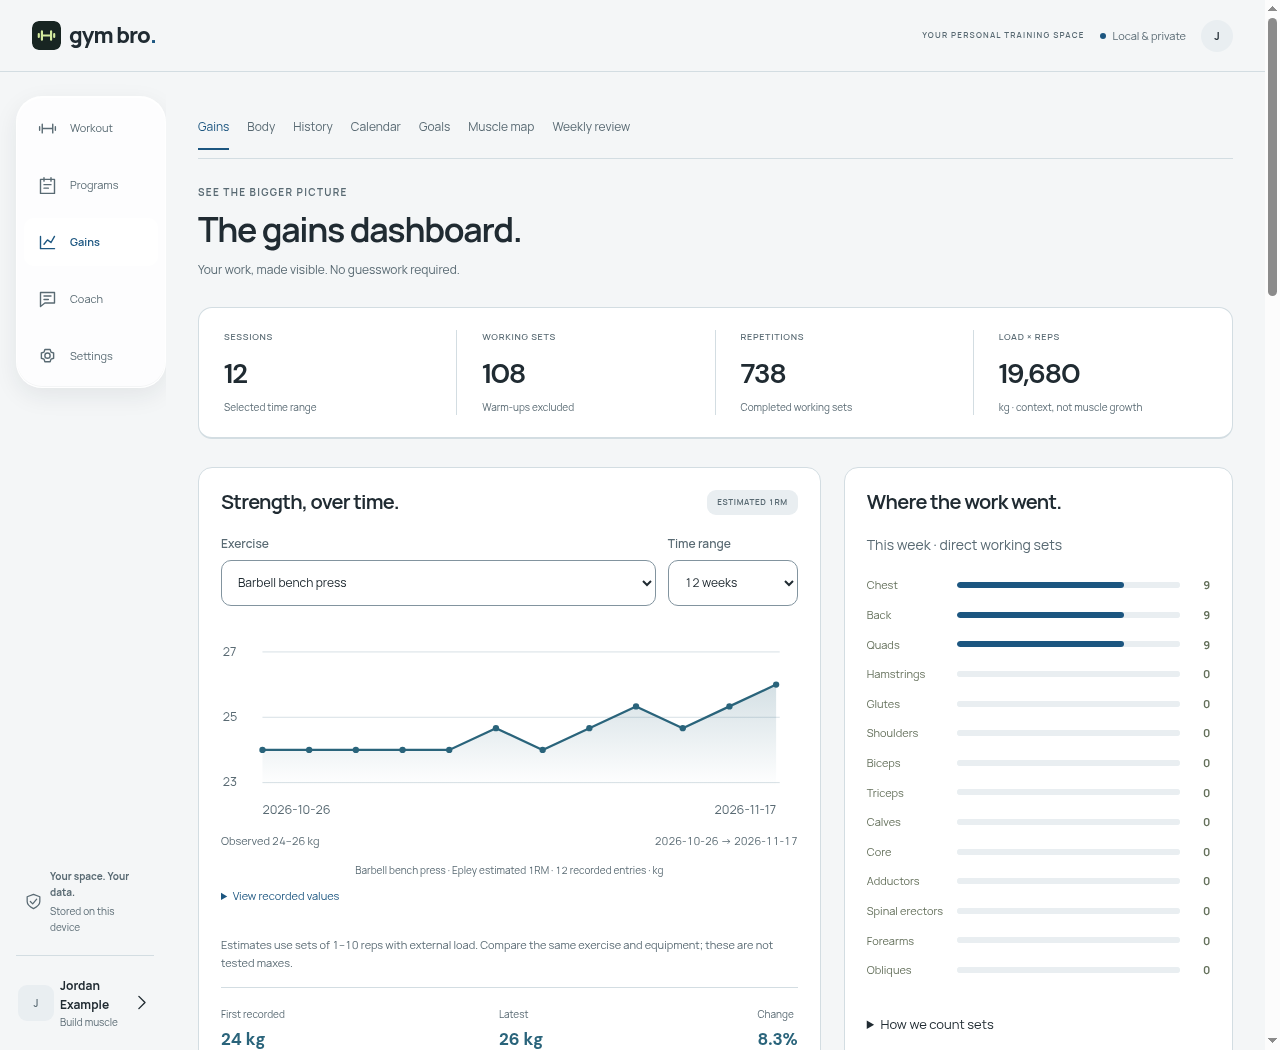 gym bro.
YOUR PERSONAL TRAINING SPACE
Local & private
J
Workout
Programs
Gains
Coach
Settings
Your space. Your
data.
Stored on this
device
J
Jordan
Example
Build muscle
Gains Body History Calendar Goals Muscle map Weekly review
SEE THE BIGGER PICTURE
The gains dashboard.
Your work, made visible. No guesswork required.
SESSIONS
12
Selected time range
WORKING SETS
108
Warm-ups excluded
REPETITIONS
738
Completed working sets
LOAD × REPS
19,680
kg · context, not muscle growth
Strength, over time.
ESTIMATED 1RM
Exercise
Barbell bench press
Time range
12 weeks
27
25
23
2026-10-26
2026-11-17
Observed 24–26 kg
2026-10-26 → 2026-11-17
Barbell bench press · Epley estimated 1RM · 12 recorded entries · kg
View recorded values
Estimates use sets of 1–10 reps with external load. Compare the same exercise and equipment; these are not
tested maxes.
First recorded
24 kg
Latest
26 kg
Change
8.3%
Where the work went.
This week · direct working sets
Chest 9
Back 9
Quads 9
Hamstrings 0
Glutes 0
Shoulders 0
Biceps 0
Triceps 0
Calves 0
Core 0
Adductors 0
Spinal erectors 0
Forearms 0
Obliques 0
How we count sets